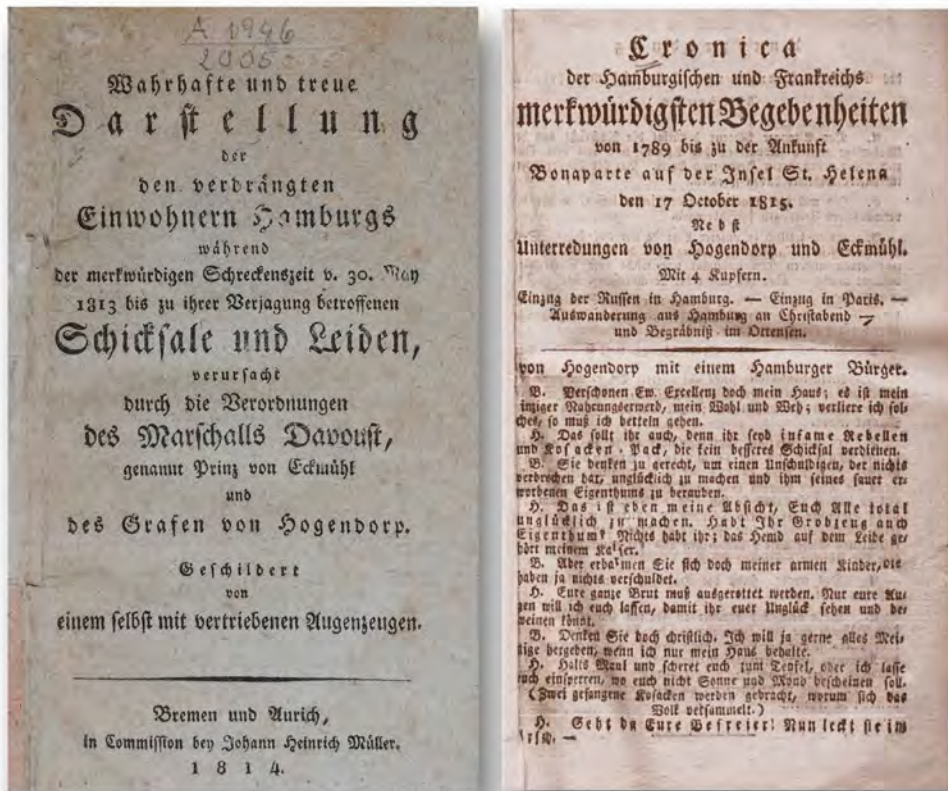 A 1946
2005
Wahrhafte und treue
Darstellung
der
den verdrängten
Einwohnern Hamburgs
während
der merkwürdigen Schreckenszeit v. 30. May
1813 bis zu ihrer Verjagung betroffenen
Schicksale und Leiden,
verursacht
durch die Verordnungen
des Marschalls Davoust,
genannt Prinz von Eckmühl
und
des Grafen von Hogendorp.
Geschildert
von
einem selbst mit vertriebenen Augenzeugen.
Bremen und Aurich,
in Commission bey Johann Heinrich Müller.
1814.
Cronica
der Hamburgischen und Frankreichs
merkwürdigsten Begebenheiten
von 1789 bis zu der Ankunft
Bonaparte auf der Insel St. Helena
den 17 October 1815.
Nebst
Unterredungen von Hogendorp und Eckmühl.
Mit 4 Kupfern.
Einzug der Russen in Hamburg. — Einzug in Paris. —
Auswanderung aus Hamburg an Christabend —
und Begräbniß im Ottensen.
von Hogendorp mit einem Hamburger Bürger.
B. Verschonen Ew. Excellenz doch mein Haus; es ist mein
inziger Nahrungserwerb, mein Wohl und Weh; verliere ich sol-
ches, so muß ich betteln gehen.
H. Das sollt ihr auch, denn ihr seyd infame Rebellen
und Kosacken-Pack, die kein besseres Schicksal verdienen.
B. Sie denken zu gerecht, um einen Unschuldigen, der nichts
verbrochen hat, unglücklich zu machen und ihm seines sauer er-
worbenen Eigenthums zu berauben.
H. Das ist eben meine Absicht, Euch Alle total
unglücklich zu machen. Habt Ihr Grobzeug auch
Eigenthum? Nichts habt ihr; das Hemd auf dem Leibe ge-
hört meinem Kaiser.
B. Aber erbarmen Sie sich doch meiner armen Kinder, die
haben ja nichts verschuldet.
H. Eure ganze Brut muß ausgerottet werden. Nur eure Au-
gen will ich euch lassen, damit ihr euer Unglück sehen und be-
weinen könnt.
B. Denken Sie doch christlich. Ich will ja gerne alles Mei-
nige hergeben, wenn ich nur mein Haus behalte.
H. Halts Maul und scheret euch zum Teufel, oder ich lasse
euch einsperren, wo euch nicht Sonne und Mond bescheinen soll.
(Zwei gefangene Kosacken werden gebracht, worum sich das
Volk versammelt.)
H. Seht da Eure Befreier! Nun leckt sie im
Arsch. —